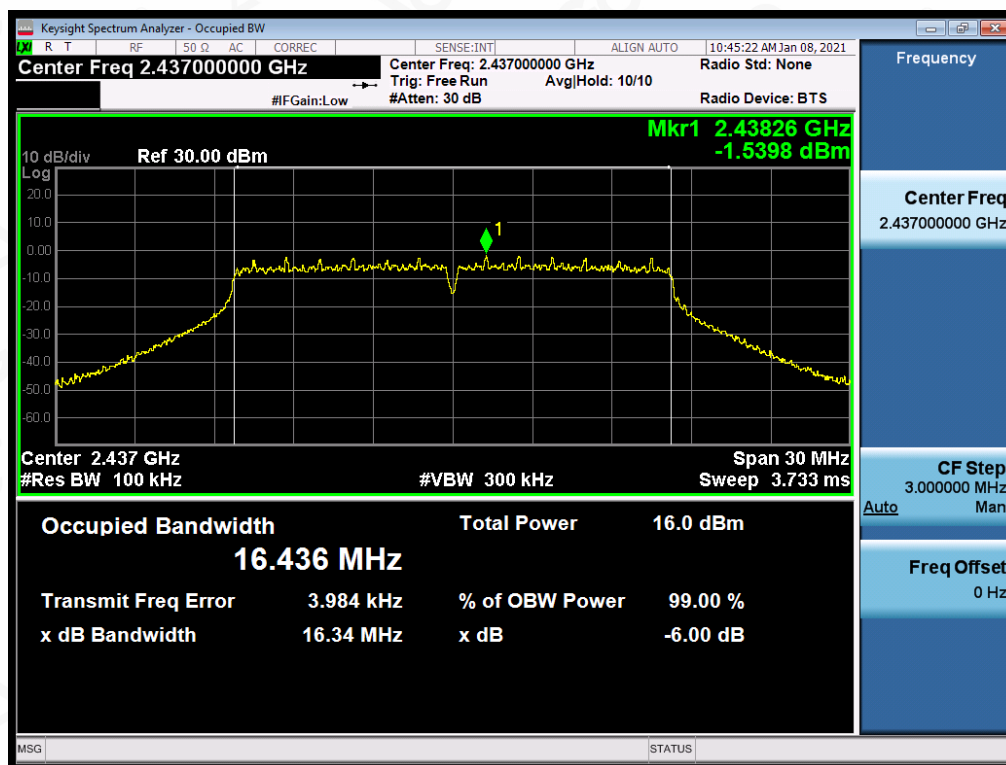 Keysight Spectrum Analyzer - Occupied BW
LXI R T RF 50 Ω AC CORREC SENSE:INT ALIGN AUTO 10:45:22 AM Jan 08, 2021
Center Freq 2.437000000 GHz
Center Freq: 2.437000000 GHz Radio Std: None
Trig: Free Run Avg|Hold: 10/10
#IFGain:Low #Atten: 30 dB Radio Device: BTS
Mkr1 2.43826 GHz
-1.5398 dBm
10 dB/div Ref 30.00 dBm
Log
20.0
10.0
0.00
-10.0
-20.0
-30.0
-40.0
-50.0
-60.0
1
Center 2.437 GHz Span 30 MHz
#Res BW 100 kHz #VBW 300 kHz Sweep 3.733 ms
Occupied Bandwidth Total Power 16.0 dBm
16.436 MHz
Transmit Freq Error 3.984 kHz % of OBW Power 99.00 %
x dB Bandwidth 16.34 MHz x dB -6.00 dB
MSG STATUS
Frequency
Center Freq
2.437000000 GHz
CF Step
3.000000 MHz
Auto Man
Freq Offset
0 Hz